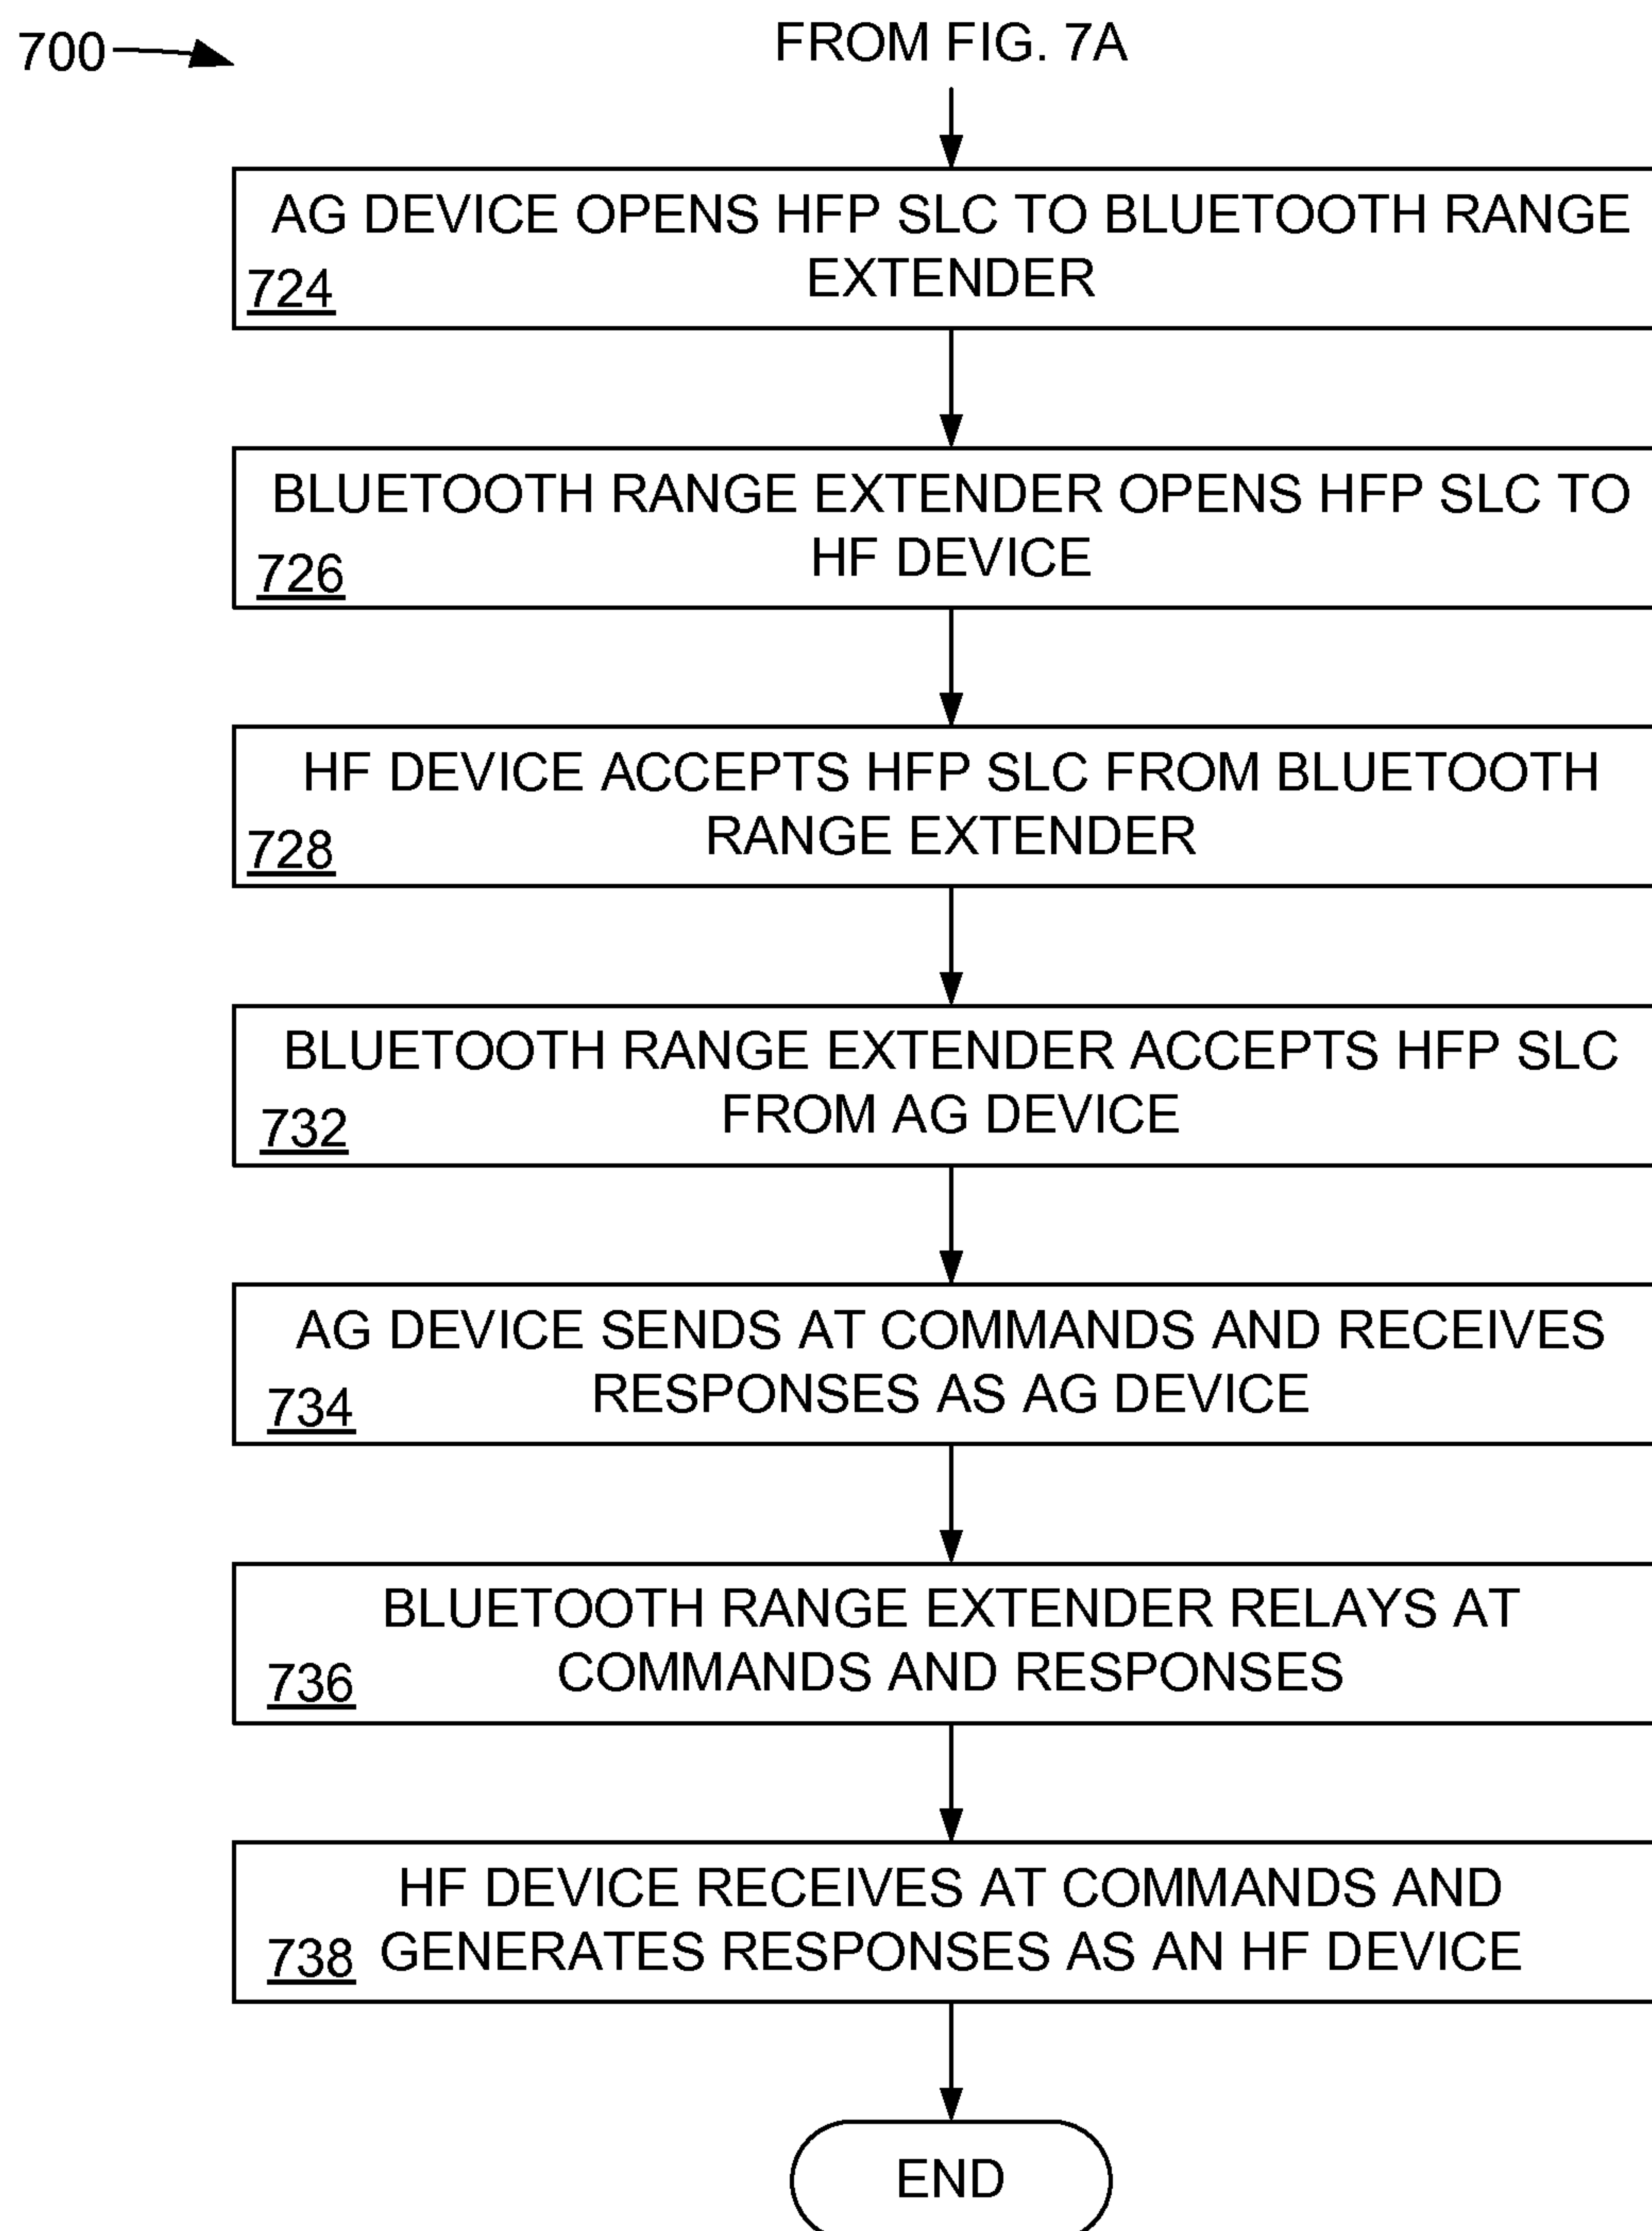 700
FROM FIG. 7A
AG DEVICE OPENS HFP SLC TO BLUETOOTH RANGE
EXTENDER
724
BLUETOOTH RANGE EXTENDER OPENS HFP SLC TO
HF DEVICE
726
HF DEVICE ACCEPTS HFP SLC FROM BLUETOOTH
RANGE EXTENDER
728
BLUETOOTH RANGE EXTENDER ACCEPTS HFP SLC
FROM AG DEVICE
732
AG DEVICE SENDS AT COMMANDS AND RECEIVES
RESPONSES AS AG DEVICE
734
BLUETOOTH RANGE EXTENDER RELAYS AT
COMMANDS AND RESPONSES
736
HF DEVICE RECEIVES AT COMMANDS AND
738 GENERATES RESPONSES AS AN HF DEVICE
END